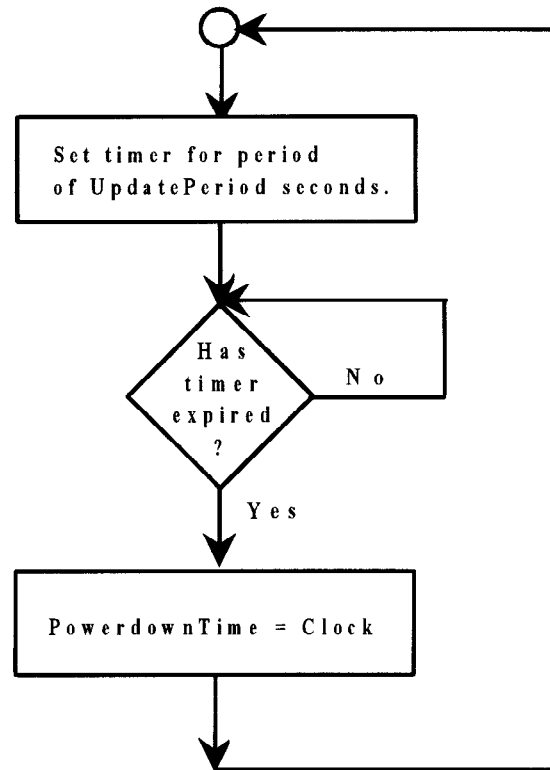 Set timer for period
of UpdatePeriod seconds.
Has
timer
expired
?
No
Yes
PowerdownTime = Clock